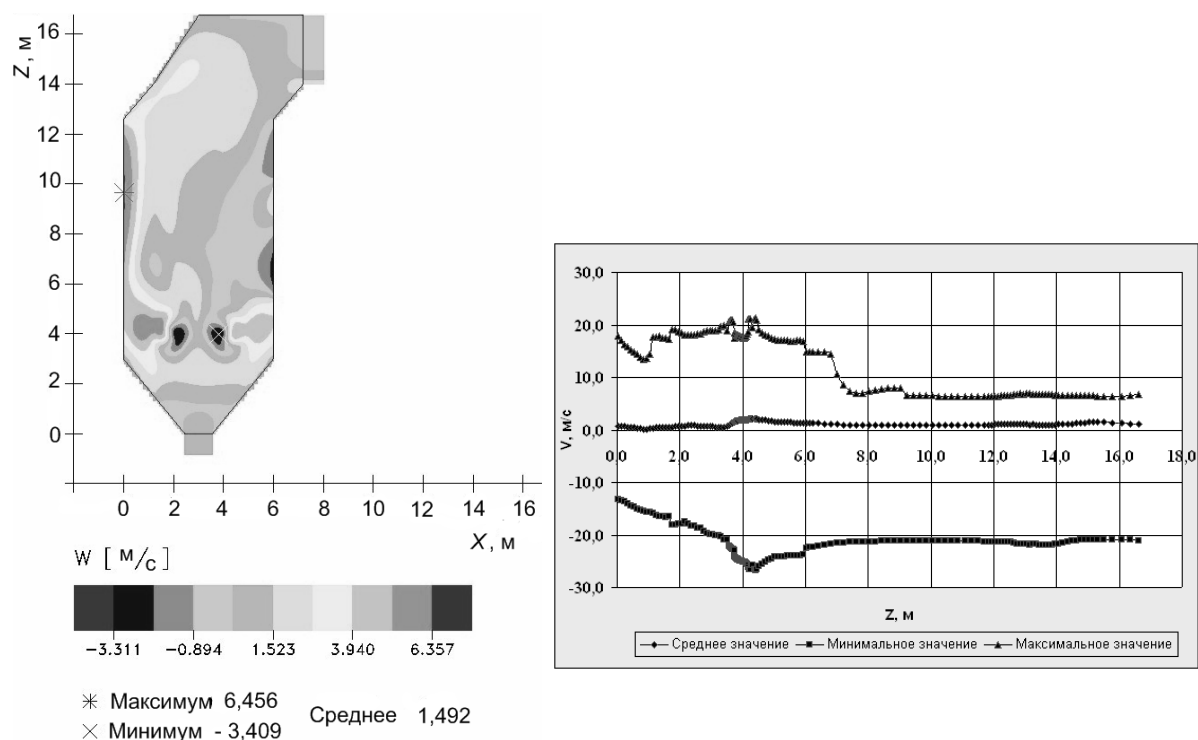 Z, м
16
14
12
10
8
6
4
2
0
0 2 4 6 8 10 12 14 16
X, м
W [ м/с ]
−3.311 −0.894 1.523 3.940 6.357
Максимум 6,456
Минимум - 3,409
Среднее 1,492
V, м/с
30,0
20,0
10,0
0,0
-10,0
-20,0
-30,0
0,0 2,0 4,0 6,0 8,0 10,0 12,0 14,0 16,0 18,0
Z, м
Среднее значение Минимальное значение Максимальное значение